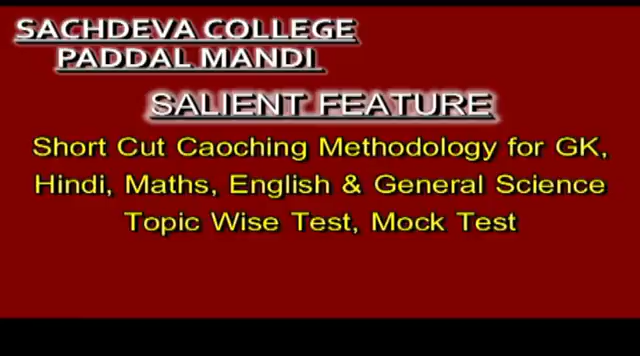 SACHDEVA COLLEGE
PADDAL MANDI
SALIENT FEATURE
Short Cut Caoching Methodology for GK,
Hindi, Maths, English & General Science
Topic Wise Test, Mock Test